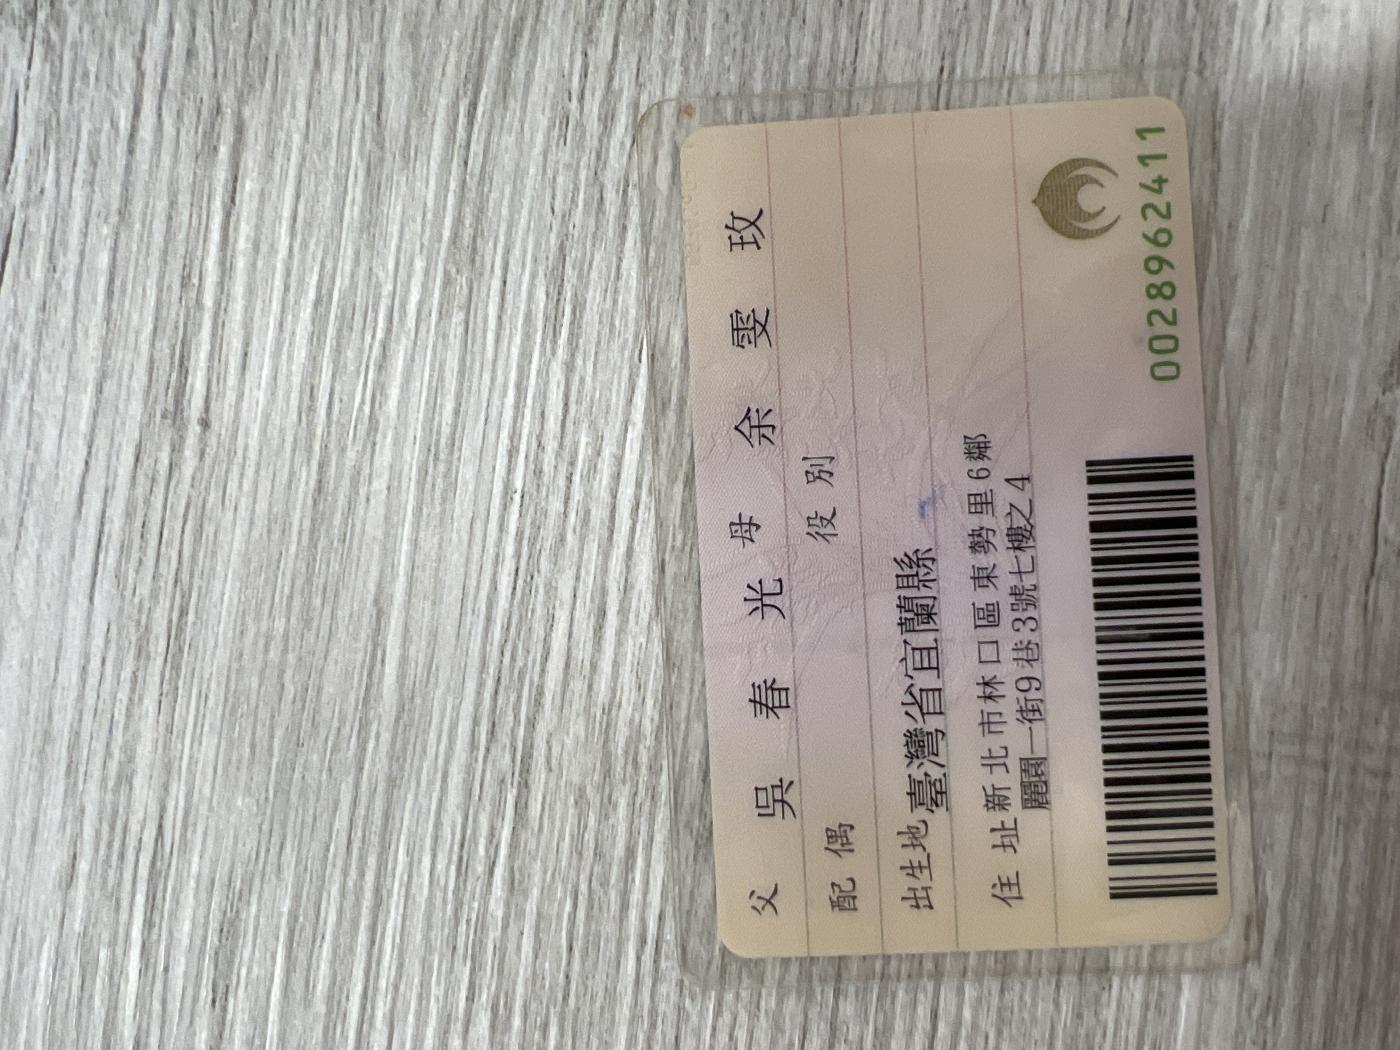 父 吳春光 母 余雯玫
配偶 役別
出生地 臺灣省宜蘭縣
住址 新北市林口區東勢里6鄰
麗園一街9巷3號七樓之4
0028962411